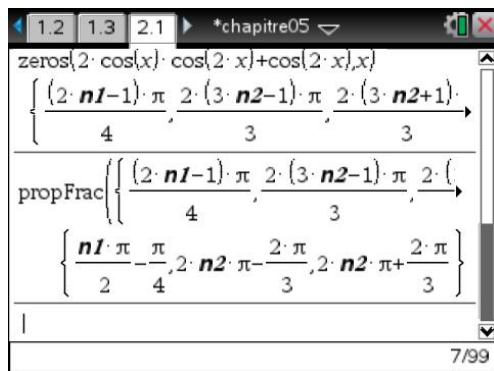 1.2 1.3 2.1 *chapitre05
zeros(2·cos(x)·cos(2·x)+cos(2·x),x)
{(2·n1−1)·π/4, 2·(3·n2−1)·π/3, 2·(3·n2+1)·/3
propFrac({(2·n1−1)·π/4, 2·(3·n2−1)·π/3, 2·(
{n1·π/2−π/4, 2·n2·π−2·π/3, 2·n2·π+2·π/3}
7/99